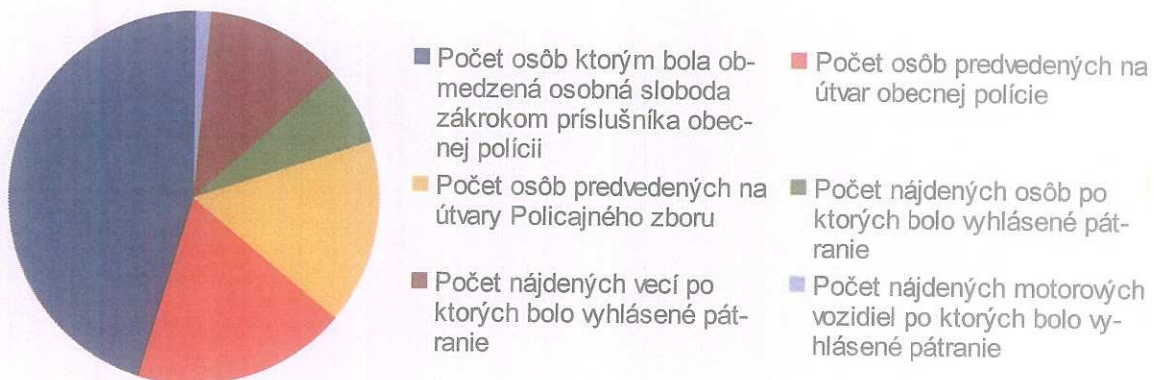 Počet osôb ktorým bola ob-
medzená osobná sloboda
zákrokom príslušníka obec-
nej polícii
Počet osôb predvedených na
útvar obecnej polície
Počet osôb predvedených na
útvary Policajného zboru
Počet nájdených osôb po
ktorých bolo vyhlásené pát-
ranie
Počet nájdených vecí po
ktorých bolo vyhlásené pát-
ranie
Počet nájdených motorových
vozidiel po ktorých bolo vy-
hlásené pátranie